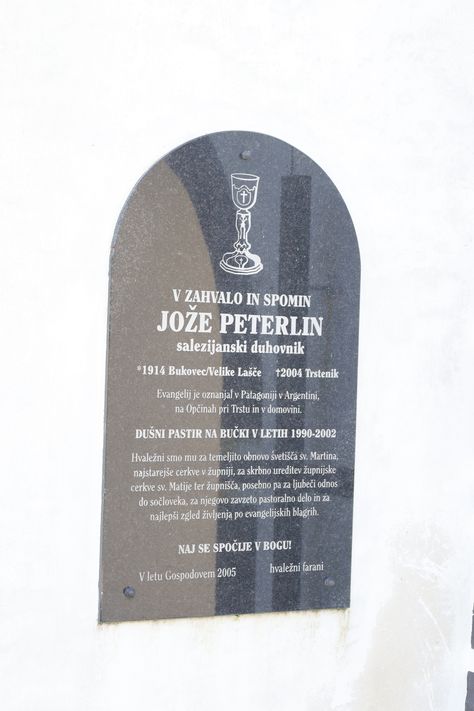 V ZAHVALO IN SPOMIN
JOŽE PETERLIN
salezijanski duhovnik
*1914 Bukovec/Velike Lašče †2004 Trstenik
Evangelij je oznanjal v Patagoniji v Argentini,
na Opčinah pri Trstu in v domovini.
DUŠNI PASTIR NA BUČKI V LETIH 1990-2002
Hvaležni smo mu za temeljito obnovo svetišča sv. Martina,
najstarejše cerkve v župniji, za skrbno ureditev župnijske
cerkve sv. Matije ter župnišča, posebno pa za ljubeči odnos
do sočloveka, za njegovo zavzeto pastoralno delo in za
najlepši zgled življenja po evangelijskih blagrih.
NAJ SE SPOČIJE V BOGU!
V letu Gospodovem 2005 hvaležni farani